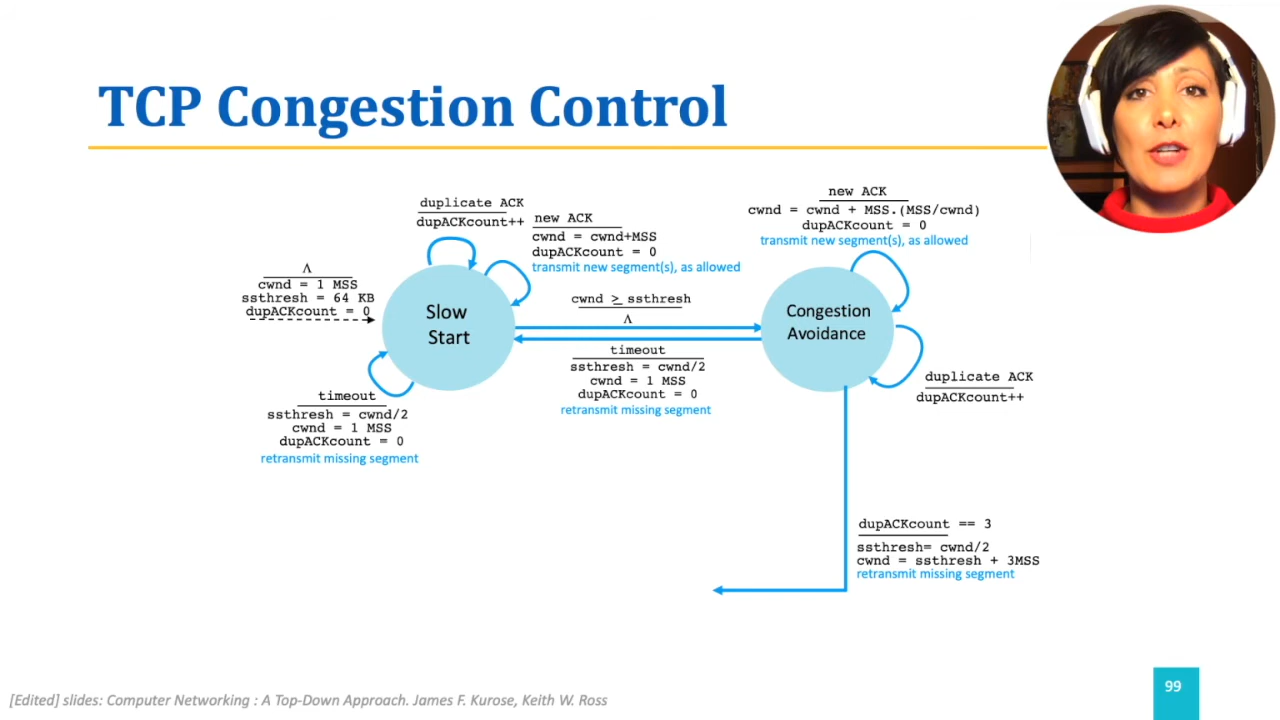 TCP Congestion Control
duplicate ACK
dupACKcount++
new ACK
cwnd = cwnd+MSS
dupACKcount = 0
transmit new segment(s), as allowed
new ACK
cwnd = cwnd + MSS.(MSS/cwnd)
dupACKcount = 0
transmit new segment(s), as allowed
Λ
cwnd = 1 MSS
ssthresh = 64 KB
dupACKcount = 0
Slow
Start
cwnd ≥ ssthresh
Λ
Congestion
Avoidance
timeout
ssthresh = cwnd/2
cwnd = 1 MSS
dupACKcount = 0
retransmit missing segment
duplicate ACK
dupACKcount++
timeout
ssthresh = cwnd/2
cwnd = 1 MSS
dupACKcount = 0
retransmit missing segment
dupACKcount == 3
ssthresh= cwnd/2
cwnd = ssthresh + 3MSS
retransmit missing segment
99
[Edited] slides: Computer Networking : A Top-Down Approach. James F. Kurose, Keith W. Ross